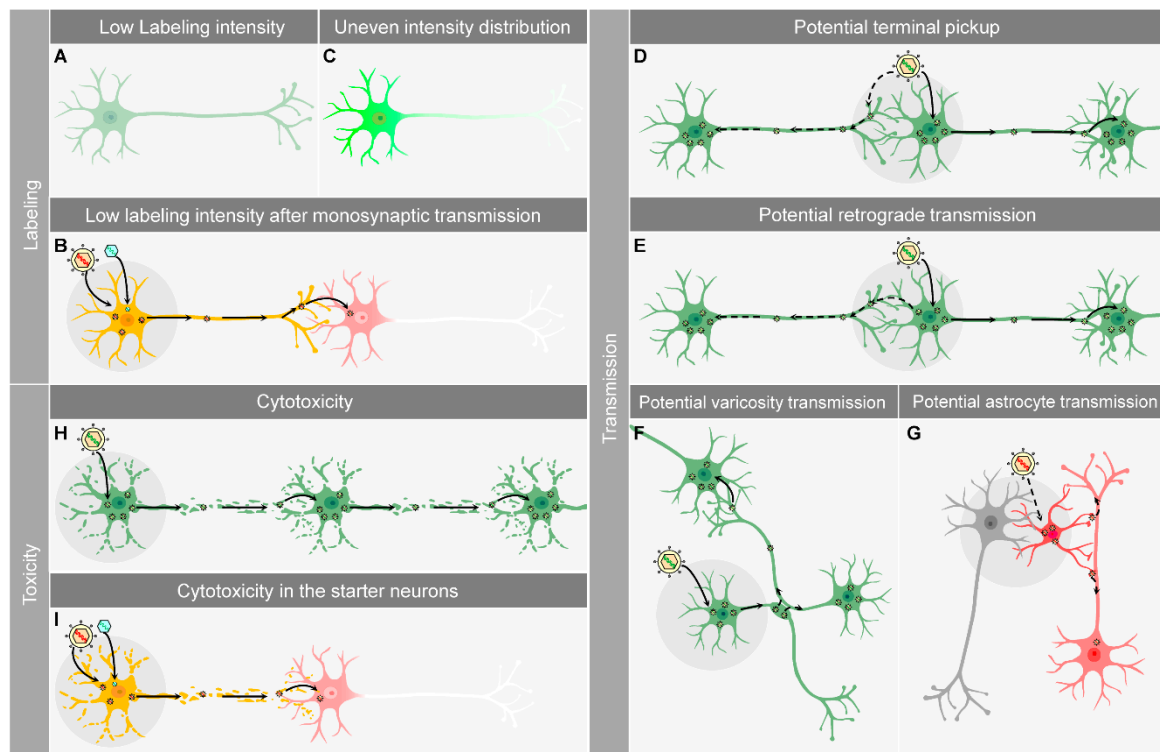 Labeling
Low Labeling intensity
A
Uneven intensity distribution
C
Low labeling intensity after monosynaptic transmission
B
Toxicity
Cytotoxicity
H
Cytotoxicity in the starter neurons
I
Transmission
Potential terminal pickup
D
Potential retrograde transmission
E
Potential varicosity transmission
F
Potential astrocyte transmission
G